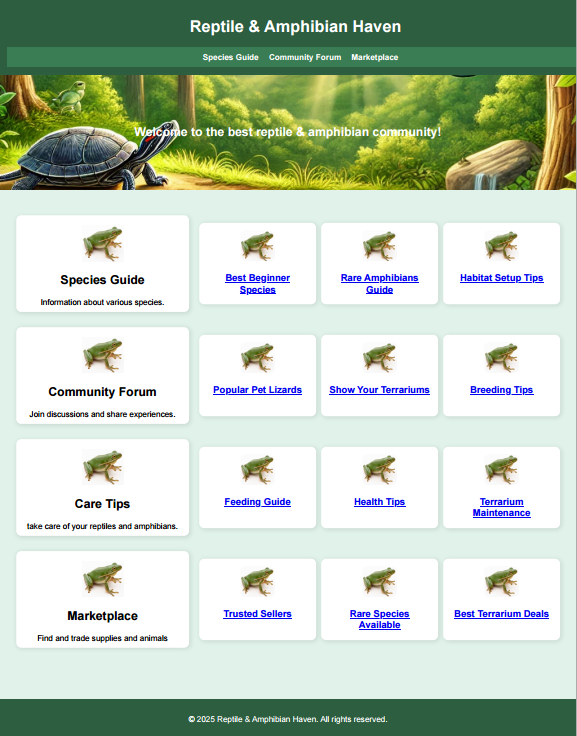 Reptile & Amphibian Haven
Species Guide Community Forum Marketplace
Welcome to the best reptile & amphibian community!
Species Guide
Information about various species.
Best Beginner
Species
Rare Amphibians
Guide
Habitat Setup Tips
Community Forum
Join discussions and share experiences.
Popular Pet Lizards
Show Your Terrariums
Breeding Tips
Care Tips
take care of your reptiles and amphibians.
Feeding Guide
Health Tips
Terrarium
Maintenance
Marketplace
Find and trade supplies and animals
Trusted Sellers
Rare Species
Available
Best Terrarium Deals
© 2025 Reptile & Amphibian Haven. All rights reserved.